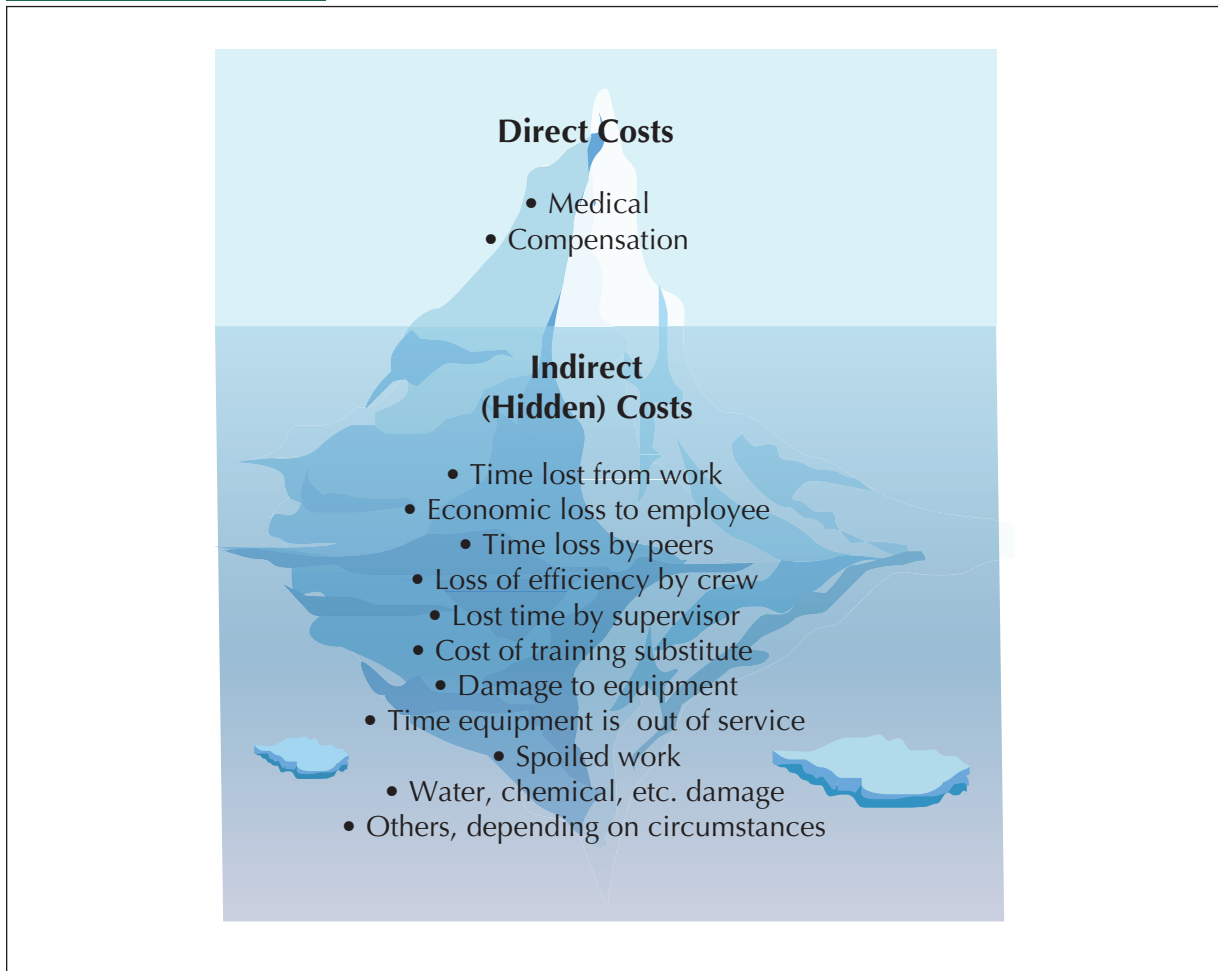 Direct Costs
• Medical
• Compensation
Indirect
(Hidden) Costs
• Time lost from work
• Economic loss to employee
• Time loss by peers
• Loss of efficiency by crew
• Lost time by supervisor
• Cost of training substitute
• Damage to equipment
• Time equipment is  out of service
• Spoiled work
• Water, chemical, etc. damage
• Others, depending on circumstances